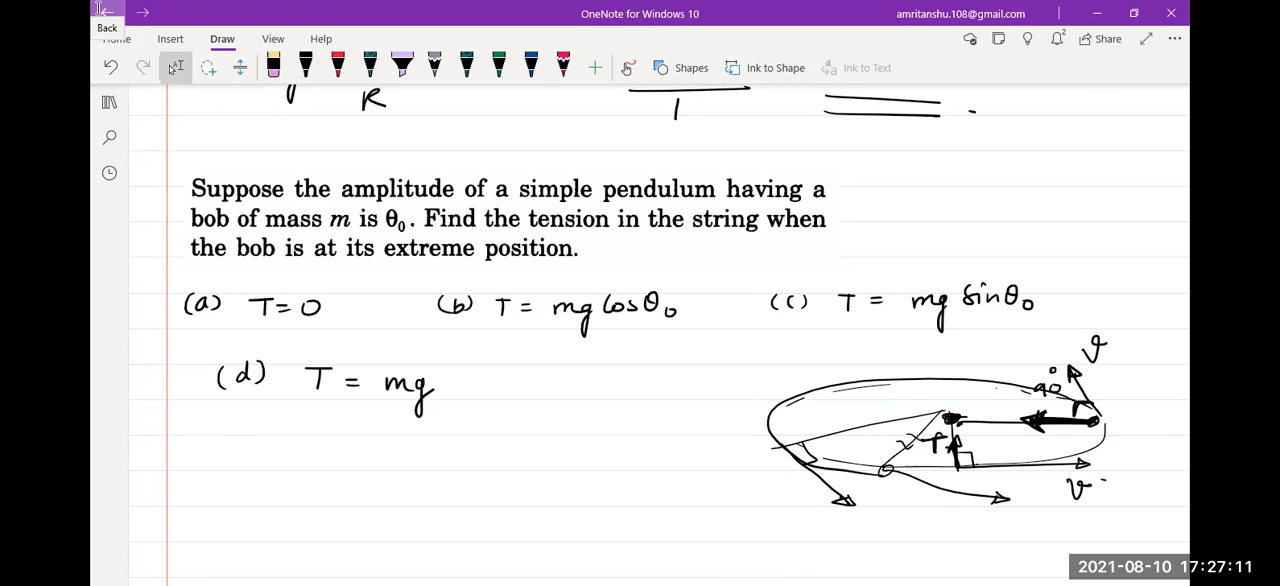 OneNote for Windows 10
amritanshu.108@gmail.com
Back
Home Insert Draw View Help
Share
Shapes Ink to Shape Ink to Text
R
1
Suppose the amplitude of a simple pendulum having a
bob of mass m is θ₀. Find the tension in the string when
the bob is at its extreme position.
(a) T = 0 (b) T = mg cosθ₀ (c) T = mg sinθ₀
(d) T = mg
v
90°
T
v
2021-08-10 17:27:11